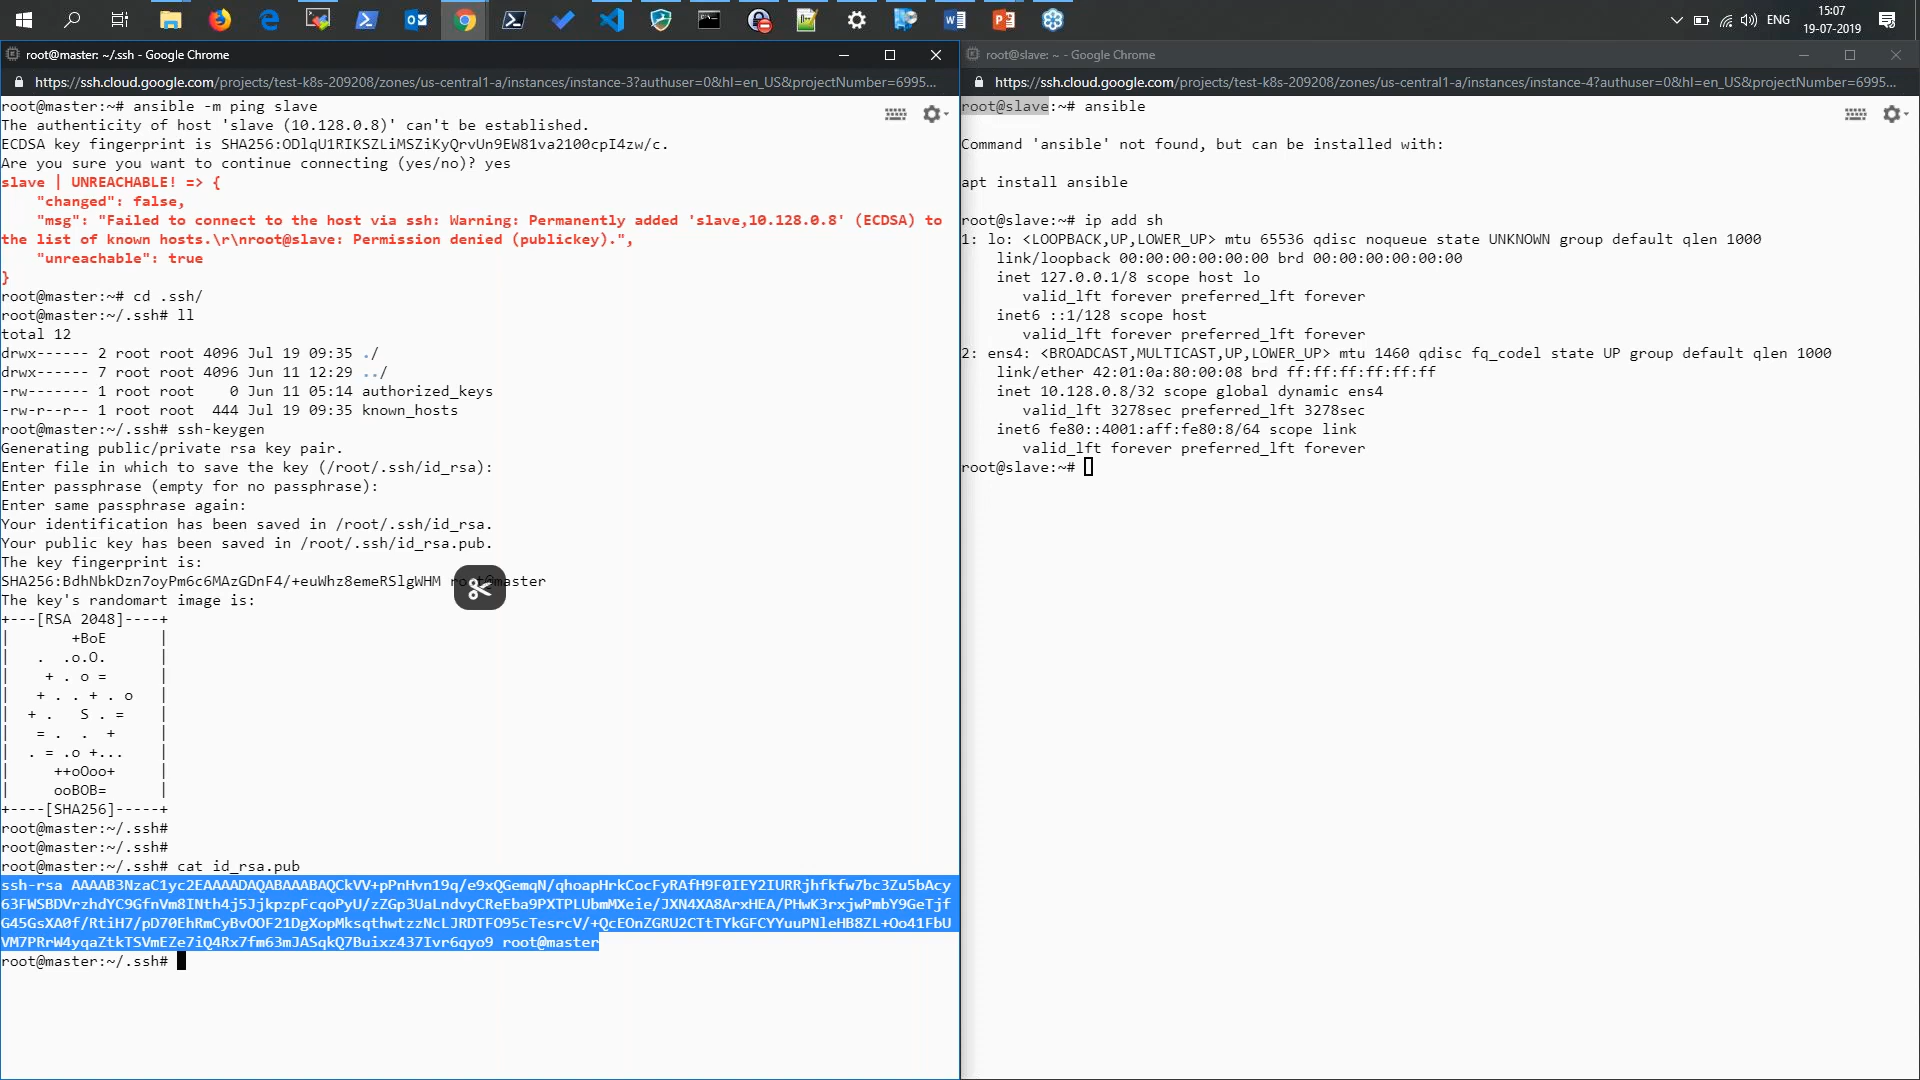 15:07
ENG
19-07-2019
root@master: ~/.ssh - Google Chrome
https://ssh.cloud.google.com/projects/test-k8s-209208/zones/us-central1-a/instances/instance-3?authuser=0&hl=en_US&projectNumber=6995...
root@master:~# ansible -m ping slave
The authenticity of host 'slave (10.128.0.8)' can't be established.
ECDSA key fingerprint is SHA256:ODlqU1RIKSZLiMSZiKyQrvUn9EW81va2100cpI4zw/c.
Are you sure you want to continue connecting (yes/no)? yes
slave | UNREACHABLE! => {
"changed": false,
"msg": "Failed to connect to the host via ssh: Warning: Permanently added 'slave,10.128.0.8' (ECDSA) to
the list of known hosts.\r\nroot@slave: Permission denied (publickey).",
"unreachable": true
}
root@master:~# cd .ssh/
root@master:~/.ssh# ll
total 12
drwx------ 2 root root 4096 Jul 19 09:35 ./
drwx------ 7 root root 4096 Jun 11 12:29 ../
-rw------- 1 root root    0 Jun 11 05:14 authorized_keys
-rw-r--r-- 1 root root  444 Jul 19 09:35 known_hosts
root@master:~/.ssh# ssh-keygen
Generating public/private rsa key pair.
Enter file in which to save the key (/root/.ssh/id_rsa):
Enter passphrase (empty for no passphrase):
Enter same passphrase again:
Your identification has been saved in /root/.ssh/id_rsa.
Your public key has been saved in /root/.ssh/id_rsa.pub.
The key fingerprint is:
SHA256:BdhNbkDzn7oyPm6c6MAzGDnF4/+euWhz8emeRSlgWHM root@master
The key's randomart image is:
+---[RSA 2048]----+
|       +BoE      |
|   .  .o.O.      |
|    + . o =      |
|   + . . + . o   |
|  + .   S . =    |
|   = .  .  +     |
|  . = .o +...    |
|     ++oOoo+     |
|     ooBOB=      |
+----[SHA256]-----+
root@master:~/.ssh#
root@master:~/.ssh#
root@master:~/.ssh# cat id_rsa.pub
ssh-rsa AAAAB3NzaC1yc2EAAAADAQABAAABAQCkVV+pPnHvn19q/e9xQGemqN/qhoapHrkCocFyRAfH9F0IEY2IURRjhfkfw7bc3Zu5bAcy
63FWSBDVrzhdYC9GfnVm8INth4j5JjkpzpFcqoPyU/zZGp3UaLndvyCReEba9PXTPLUbmMXeie/JXN4XA8ArxHEA/PHwK3rxjwPmbY9GeTjf
G45GsXA0f/RtiH7/pD70EhRmCyBvOOF21DgXopMksqthwtzzNcLJRDTFO95cTesrcV/+QcEOnZGRU2CTtTYkGFCYYuuPNleHB8ZL+Oo41FbU
VM7PRrW4yqaZtkTSVmEZe7iQ4Rx7fm63mJASqkQ7Buixz437Ivr6qyo9 root@master
root@master:~/.ssh#
root@slave: ~ - Google Chrome
https://ssh.cloud.google.com/projects/test-k8s-209208/zones/us-central1-a/instances/instance-4?authuser=0&hl=en_US&projectNumber=6995...
root@slave:~# ansible
Command 'ansible' not found, but can be installed with:
apt install ansible
root@slave:~# ip add sh
1: lo: <LOOPBACK,UP,LOWER_UP> mtu 65536 qdisc noqueue state UNKNOWN group default qlen 1000
link/loopback 00:00:00:00:00:00 brd 00:00:00:00:00:00
inet 127.0.0.1/8 scope host lo
valid_lft forever preferred_lft forever
inet6 ::1/128 scope host
valid_lft forever preferred_lft forever
2: ens4: <BROADCAST,MULTICAST,UP,LOWER_UP> mtu 1460 qdisc fq_codel state UP group default qlen 1000
link/ether 42:01:0a:80:00:08 brd ff:ff:ff:ff:ff:ff
inet 10.128.0.8/32 scope global dynamic ens4
valid_lft 3278sec preferred_lft 3278sec
inet6 fe80::4001:aff:fe80:8/64 scope link
valid_lft forever preferred_lft forever
root@slave:~#